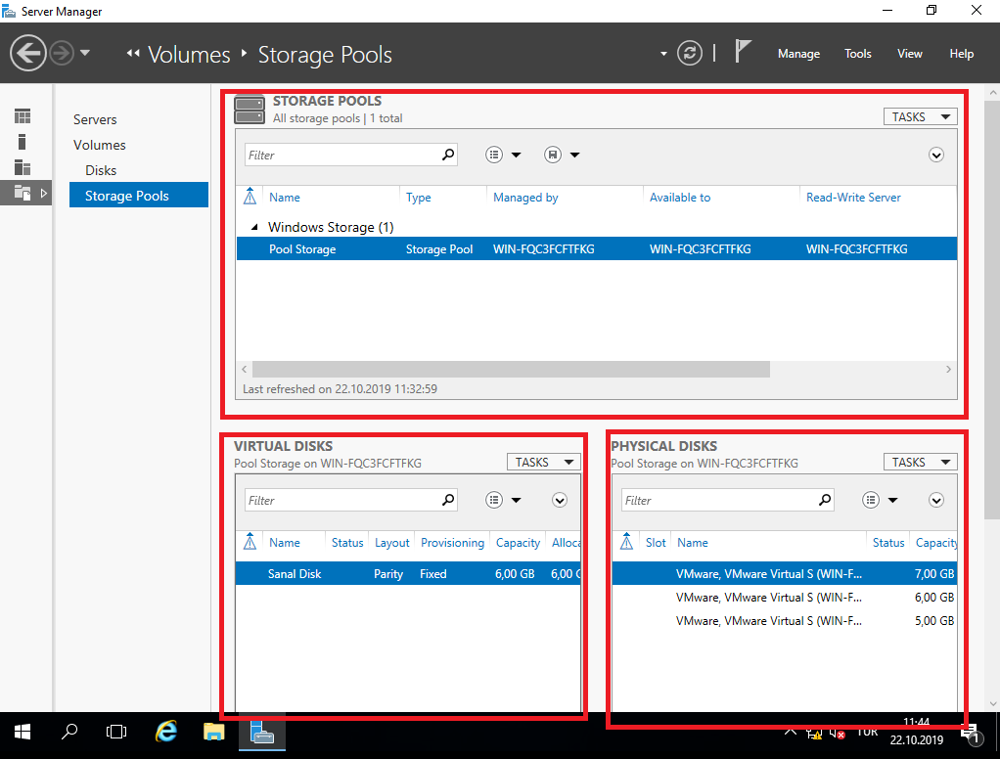 Server Manager
Volumes Storage Pools
Manage Tools View Help
Servers
Volumes
Disks
Storage Pools
STORAGE POOLS
All storage pools | 1 total
TASKS
Filter
Name Type Managed by Available to Read-Write Server
Windows Storage (1)
Pool Storage Storage Pool WIN-FQC3FCFTFKG WIN-FQC3FCFTFKG WIN-FQC3FCFTFKG
Last refreshed on 22.10.2019 11:32:59
VIRTUAL DISKS
Pool Storage on WIN-FQC3FCFTFKG
TASKS
Filter
Name Status Layout Provisioning Capacity Alloca
Sanal Disk Parity Fixed 6,00 GB 6,00 G
PHYSICAL DISKS
Pool Storage on WIN-FQC3FCFTFKG
TASKS
Filter
Slot Name Status Capacity
VMware, VMware Virtual S (WIN-F... 7,00 GB
VMware, VMware Virtual S (WIN-F... 6,00 GB
VMware, VMware Virtual S (WIN-F... 5,00 GB
TUR
11:44
22.10.2019
1